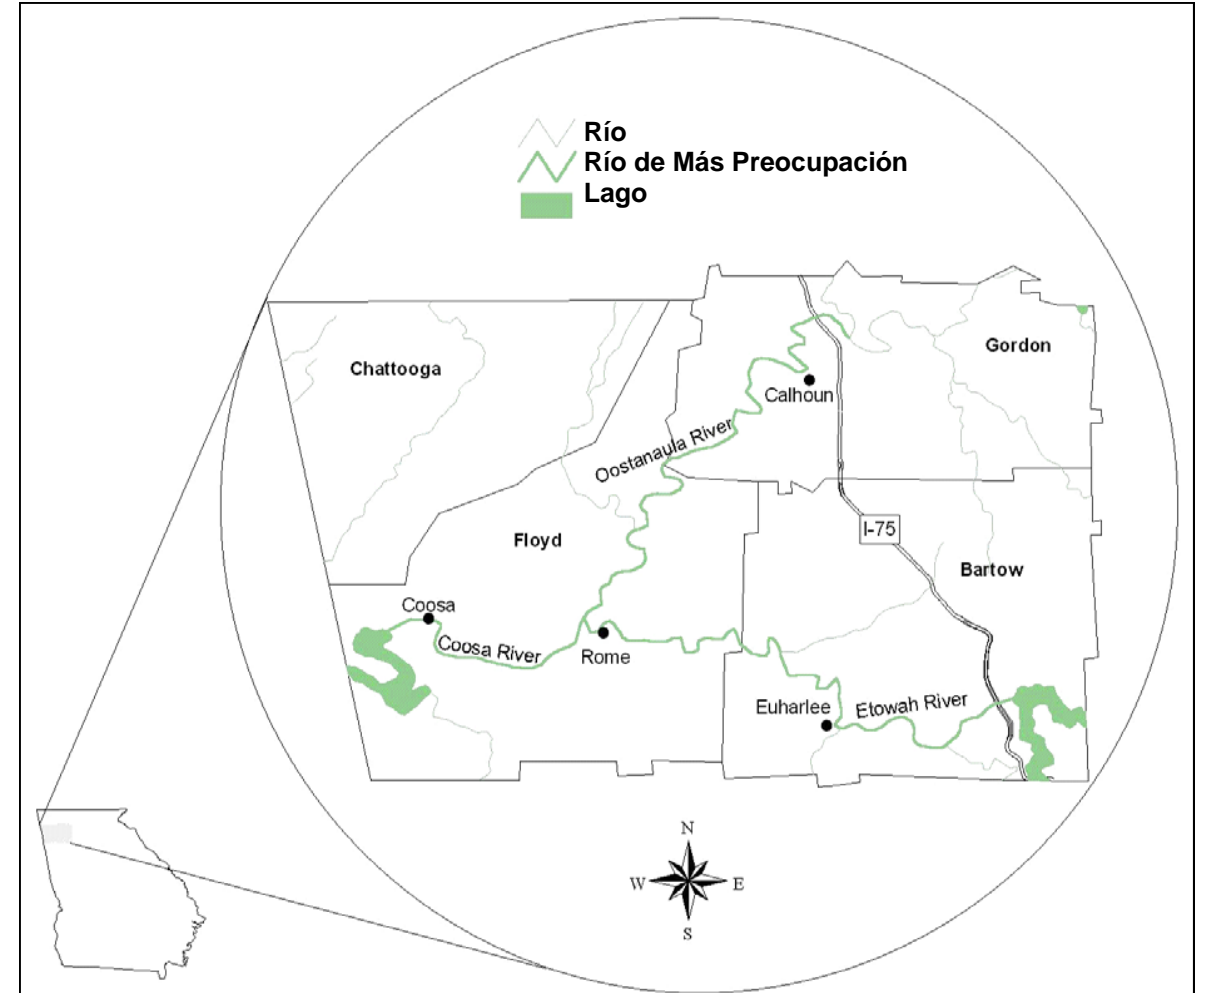 Río
Río de Más Preocupación
Lago
Chattooga
Gordon
Calhoun
Oostanaula River
I-75
Floyd
Bartow
Coosa
Coosa River
Rome
Euharlee
Etowah River
N
W E
S